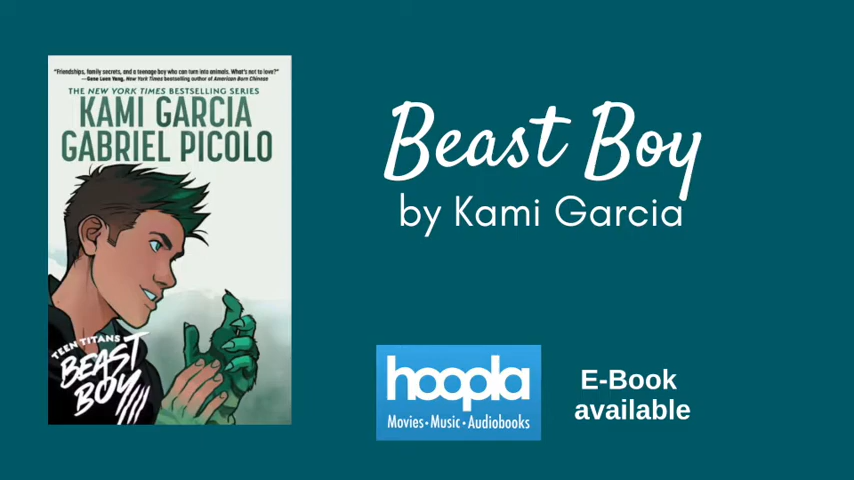 "Friendships, family secrets, and a teenage boy who can turn into animals. What's not to love?"
—Gene Luen Yang, New York Times bestselling author of American Born Chinese
THE NEW YORK TIMES BESTSELLING SERIES
KAMI GARCIA
GABRIEL PICOLO
TEEN TITANS
BEAST
BOY
Beast Boy
by Kami Garcia
hoopla
Movies • Music • Audiobooks
E-Book
available